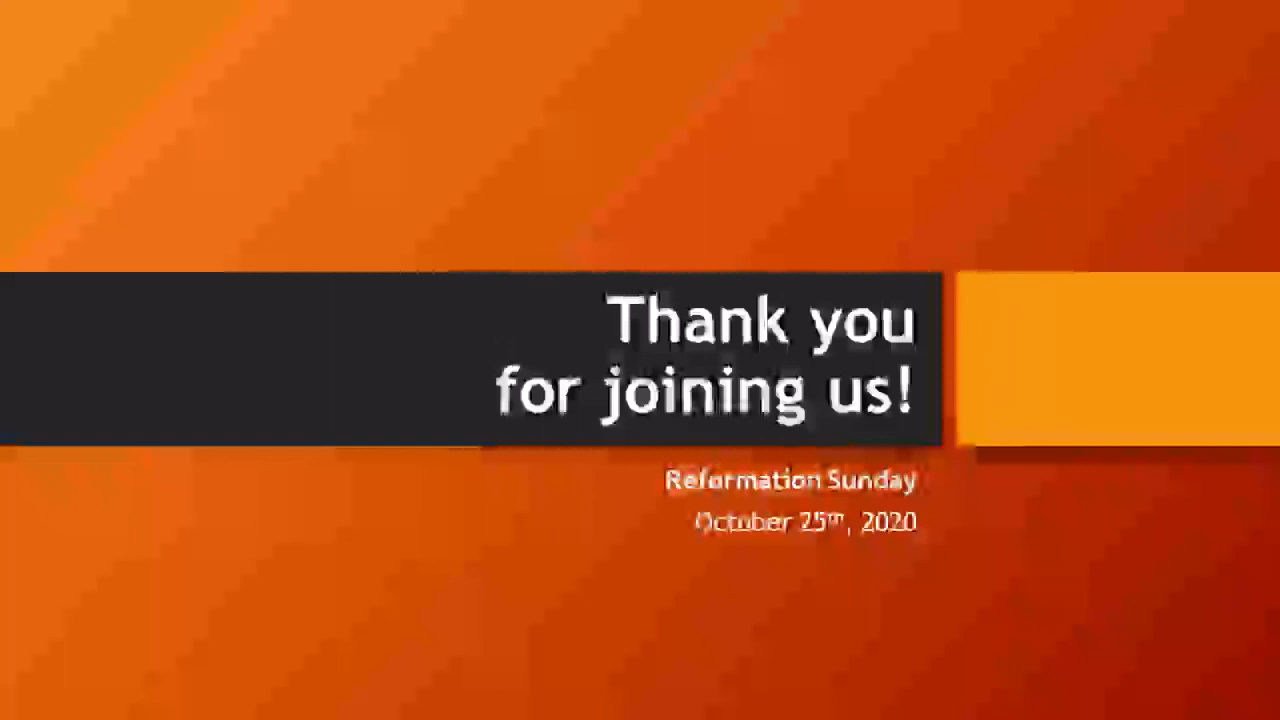 Thank you
for joining us!
Reformation Sunday
October 25th, 2020